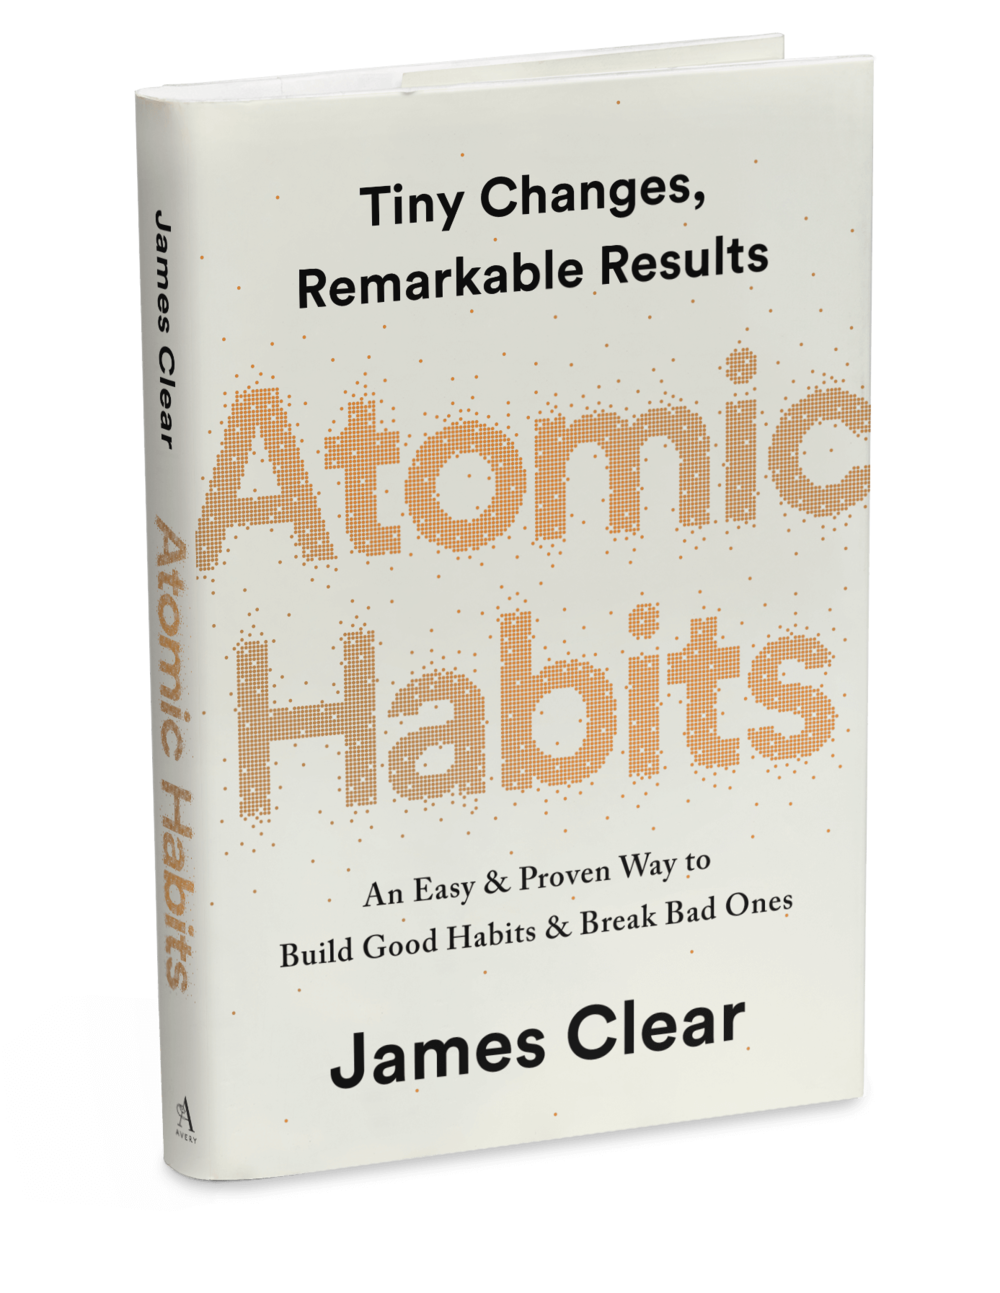 Tiny Changes,
Remarkable Results
Atomic
Habits
An Easy & Proven Way to
Build Good Habits & Break Bad Ones
James Clear
James Clear
Atomic Habits
AVERY